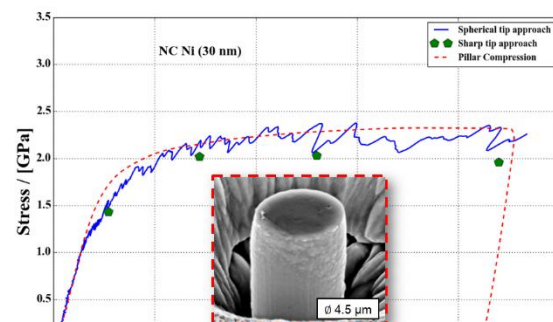 3.5
3.0
2.5
2.0
1.5
1.0
0.5
Stress/ [GPa]
NC Ni (30 nm)
Spherical tip approach
Sharp tip approach
Pillar Compression
Ø 4.5 µm